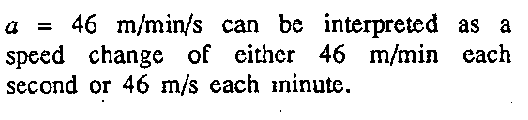 a = 46 m/min/s can be interpreted as a
speed change of either 46 m/min each
second or 46 m/s each minute.